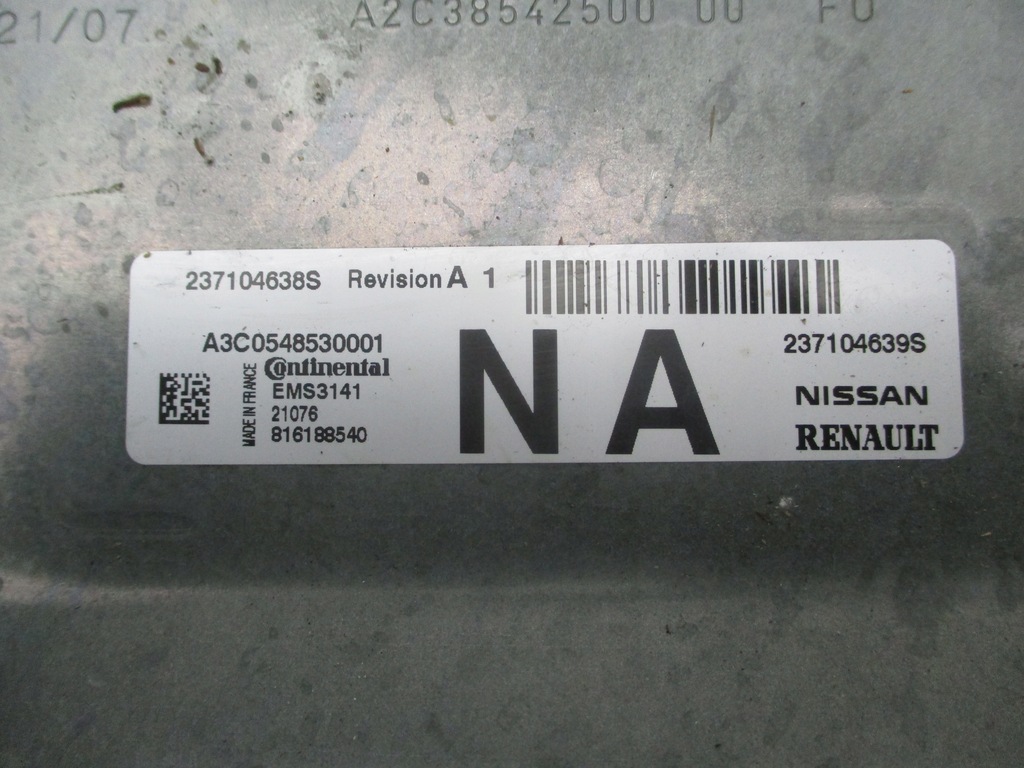 21/07 A2C38542500 00 F0
237104638S Revision A 1
A3C0548530001
Continental
MADE IN FRANCE
EMS3141
21076
816188540
NA
237104639S
NISSAN
RENAULT